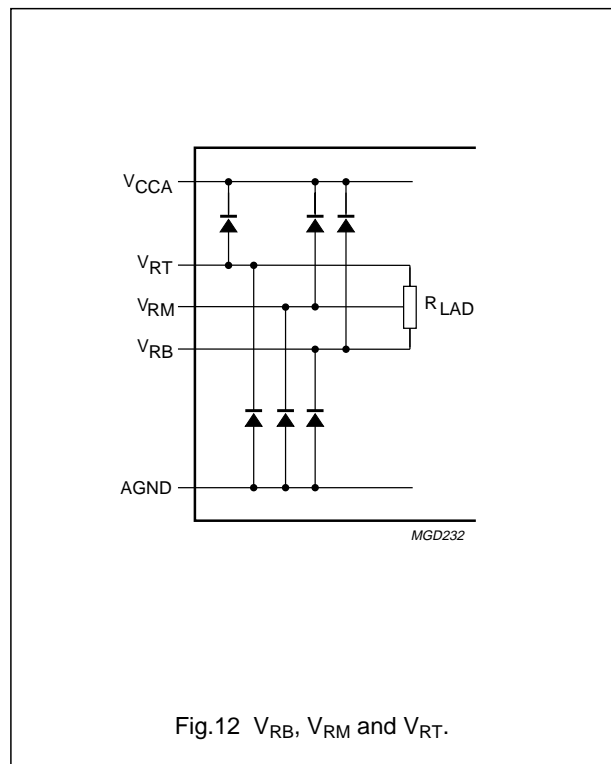 VCCA
VRT
VRM
RLAD
VRB
AGND
MGD232
Fig.12 VRB, VRM and VRT.